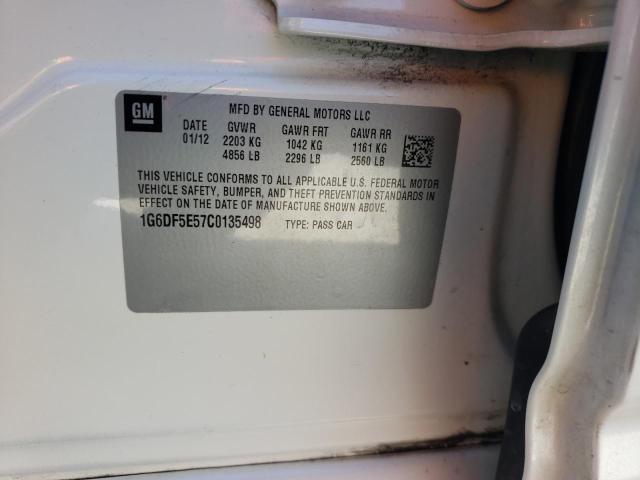 GM
MFD BY GENERAL MOTORS LLC
DATE GVWR GAWR FRT GAWR RR
01/12 2203 KG 1042 KG 1161 KG
4856 LB 2296 LB 2560 LB
THIS VEHICLE CONFORMS TO ALL APPLICABLE U.S. FEDERAL MOTOR
VEHICLE SAFETY, BUMPER, AND THEFT PREVENTION STANDARDS IN
EFFECT ON THE DATE OF MANUFACTURE SHOWN ABOVE.
1G6DF5E57C0135498 TYPE: PASS CAR